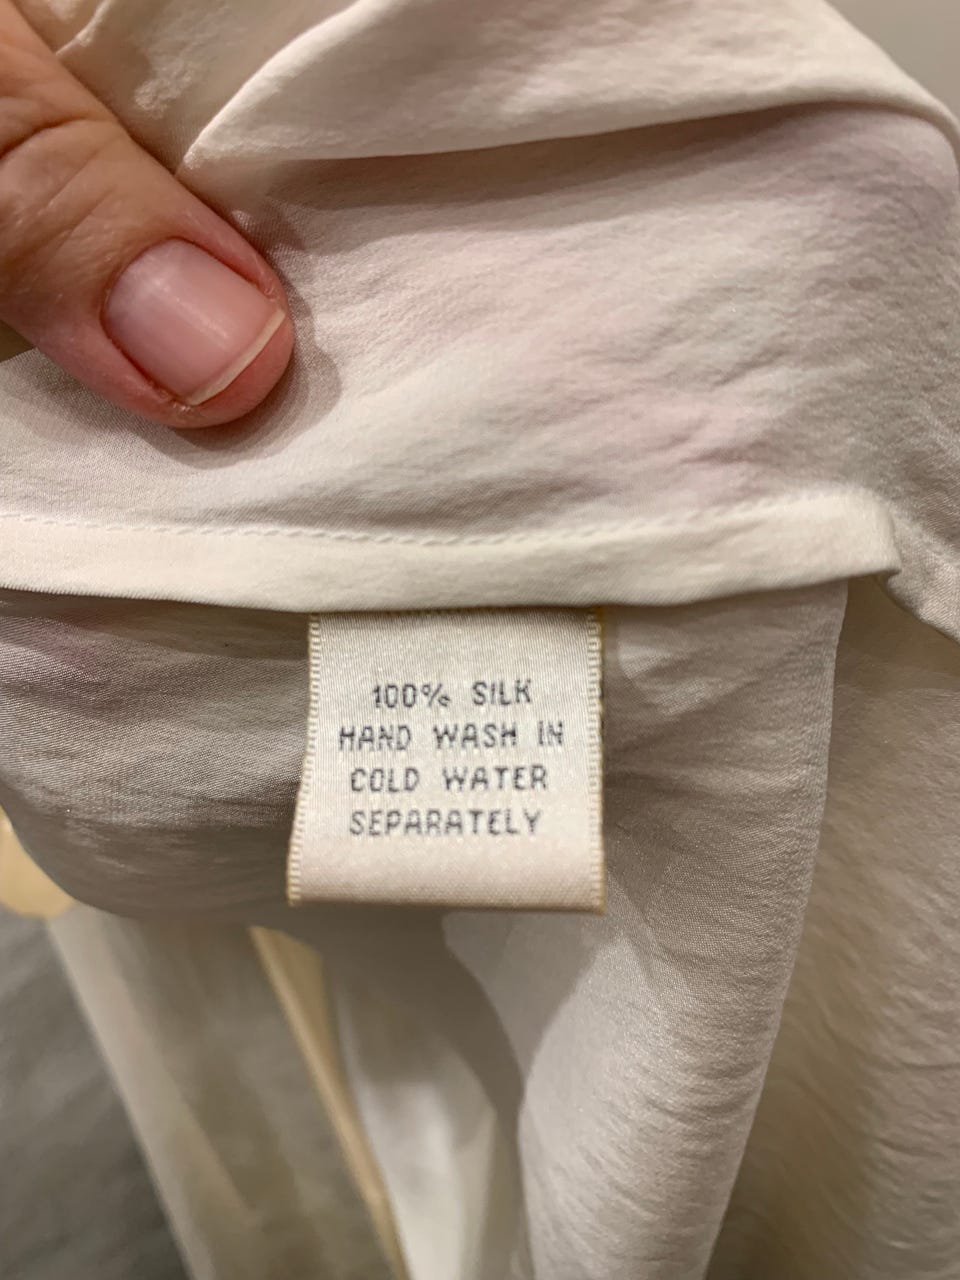 100% SILK
HAND WASH IN
COLD WATER
SEPARATELY